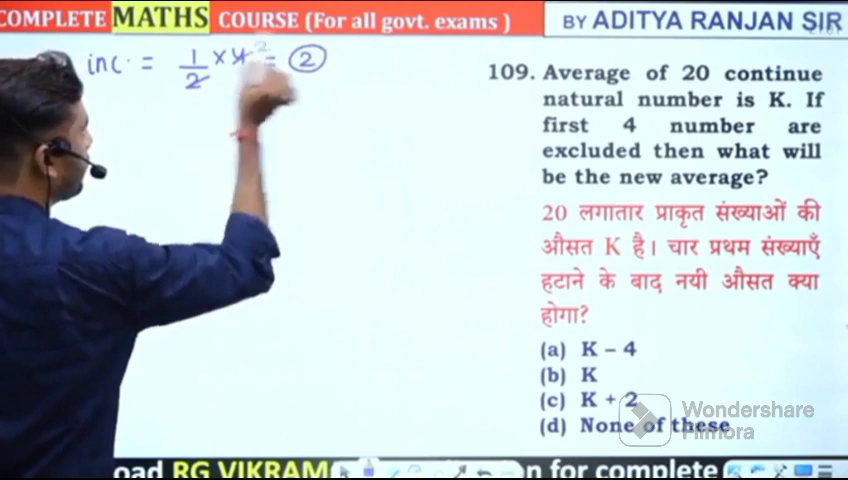 COMPLETE MATHS COURSE (For all govt. exams )
BY ADITYA RANJAN SIR
inc. = 1/2 × 4 2 = 2
109. Average of 20 continue
natural number is K. If
first 4 number are
excluded then what will
be the new average?
20 लगातार प्राकृत संख्याओं की
औसत K है। चार प्रथम संख्याएँ
हटाने के बाद नयी औसत क्या
होगा?
(a) K – 4
(b) K
(c) K + 2
(d) None of these
Wondershare
Filmora
oad RG VIKRAM
n for complete